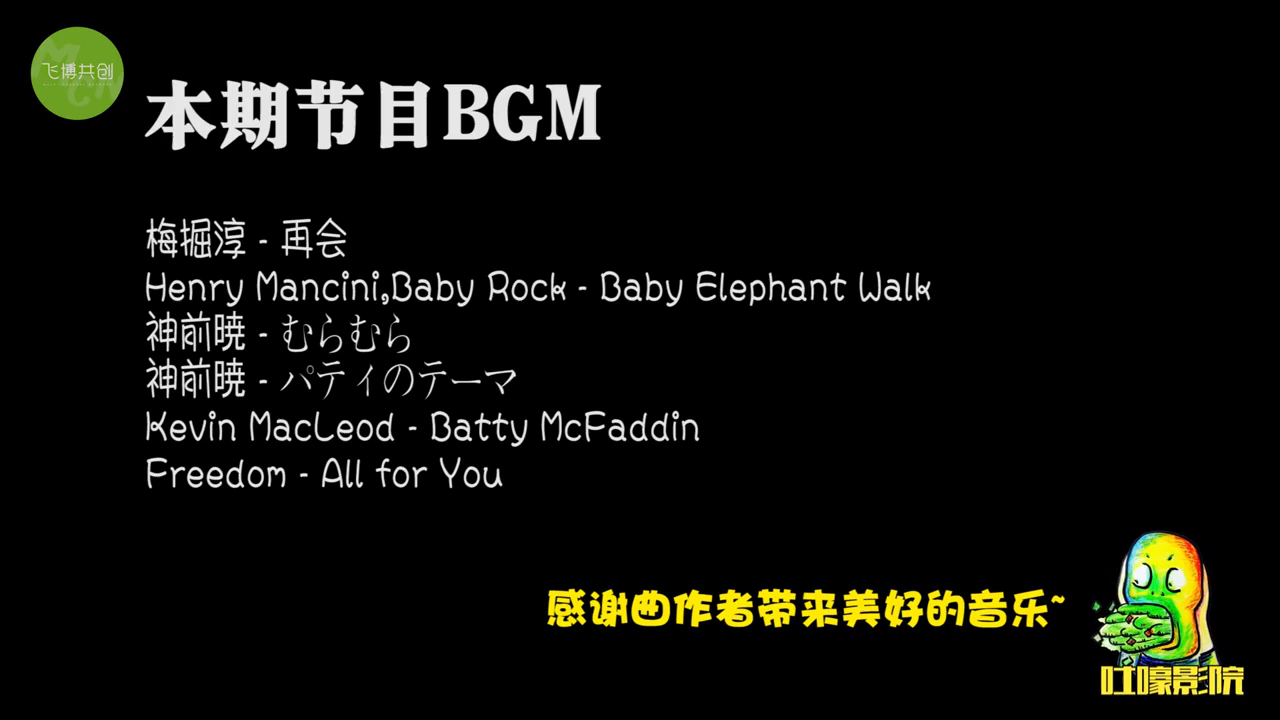 飞博共创
本期节目BGM
梅掘淳 - 再会
Henry Mancini,Baby Rock - Baby Elephant Walk
神前暁 - むらむら
神前暁 - パティのテーマ
Kevin MacLeod - Batty McFaddin
Freedom - All for You
感谢曲作者带来美好的音乐~
吐嚎影院